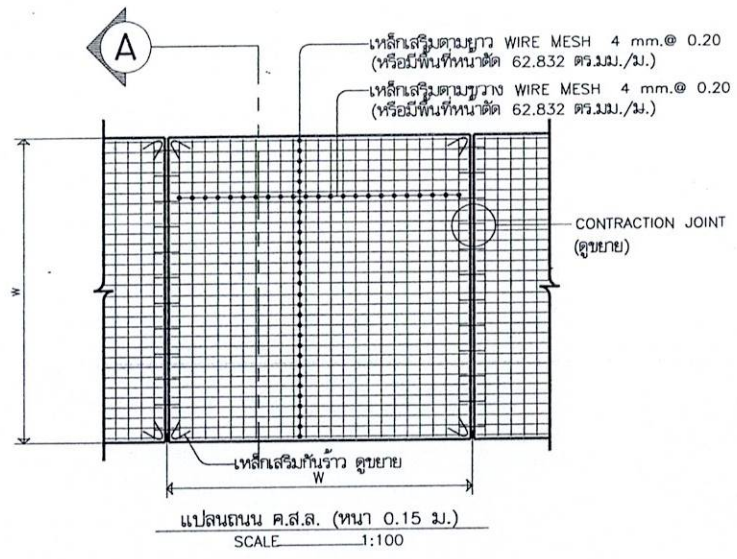 A
เหล็กเสริมตามยาว WIRE MESH 4 mm.@ 0.20
(หรือมีพื้นที่หน้าตัด 62.832 ตร.มม./ม.)
เหล็กเสริมตามขวาง WIRE MESH 4 mm.@ 0.20
(หรือมีพื้นที่หน้าตัด 62.832 ตร.มม./ม.)
CONTRACTION JOINT
(ดูขยาย)
W
เหล็กเสริมกันร้าว ดูขยาย
W
แปลนถนน ค.ส.ล. (หนา 0.15 ม.)
SCALE 1:100